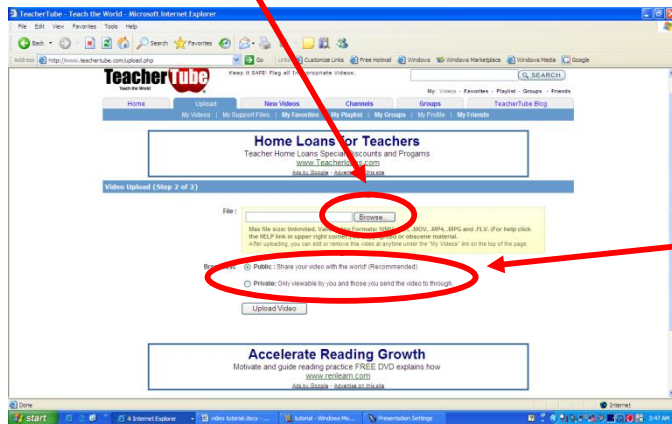 TeacherTube - Teach the World - Microsoft Internet Explorer
File Edit View Favorites Tools Help
Back Search Favorites
Address http://www.teachertube.com/upload.php Go Links Customize Links Free Hotmail Windows Windows Marketplace Windows Media Google
TeacherTube Keep it SAFE! Flag all Videos. SEARCH
Teach the World
My: Videos - Favorites - Playlist - Groups - Friends
Home Upload New Videos Channels Groups TeacherTube Blog
My Videos | My Support Files | My Favorites | My Playlist | My Groups | My Profile | My Friends
Home Loans for Teachers
Teacher Home Loans Special Discounts and Progams
Ads by Google - Advertise on this site
Video Upload (Step 2 of 2)
File: Browse...
Max file size: Unlimited. .MOV, .MP4, .MPG and .FLV. (For help click
the HELP link in upper right or obscene material.
After uploading, you can edit or remove this video at anytime under the "My Videos" link on the top of the page.
Public : Share your video with the world! (Recommended)
Private: Only viewable by you and those you send the video to through.
Upload Video
Accelerate Reading Growth
Motivate and guide reading practice FREE DVD explains how
www.renlearn.com
Ads by Google - Advertise on this site
Done Internet
start 4 Internet Explorer video tutorial.docx - ... tutorial - Windows Mo... Presentation Settings 3:47 AM